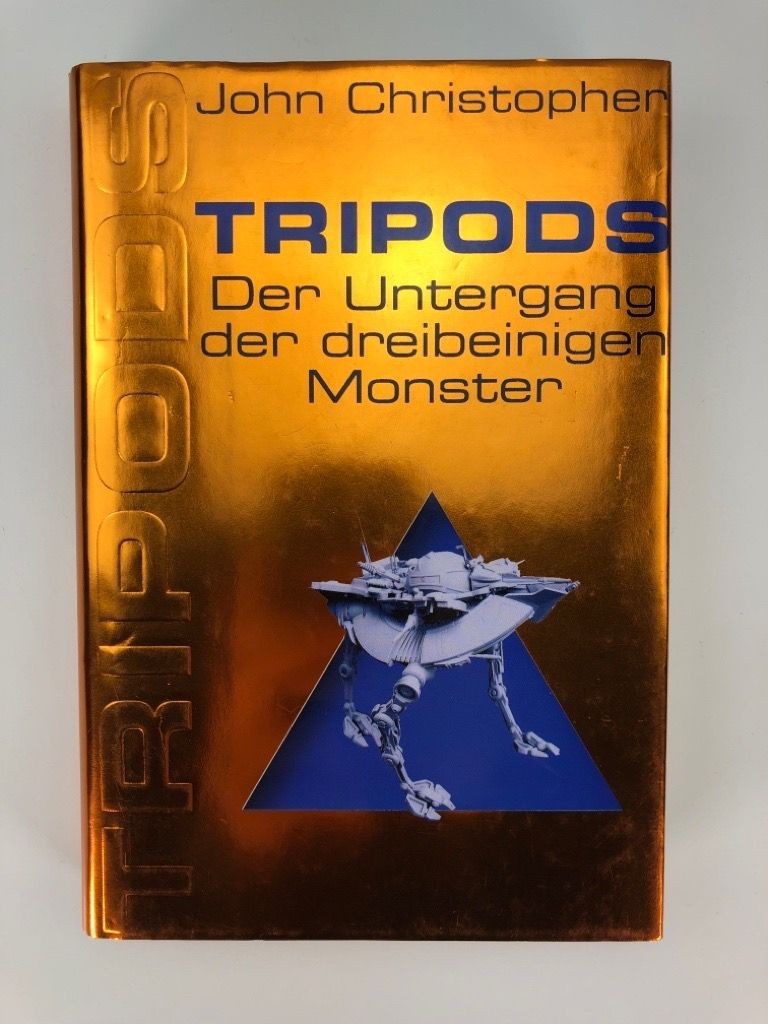 John Christopher
TRIPODS
Der Untergang
der dreibeinigen
Monster
TRIPODS